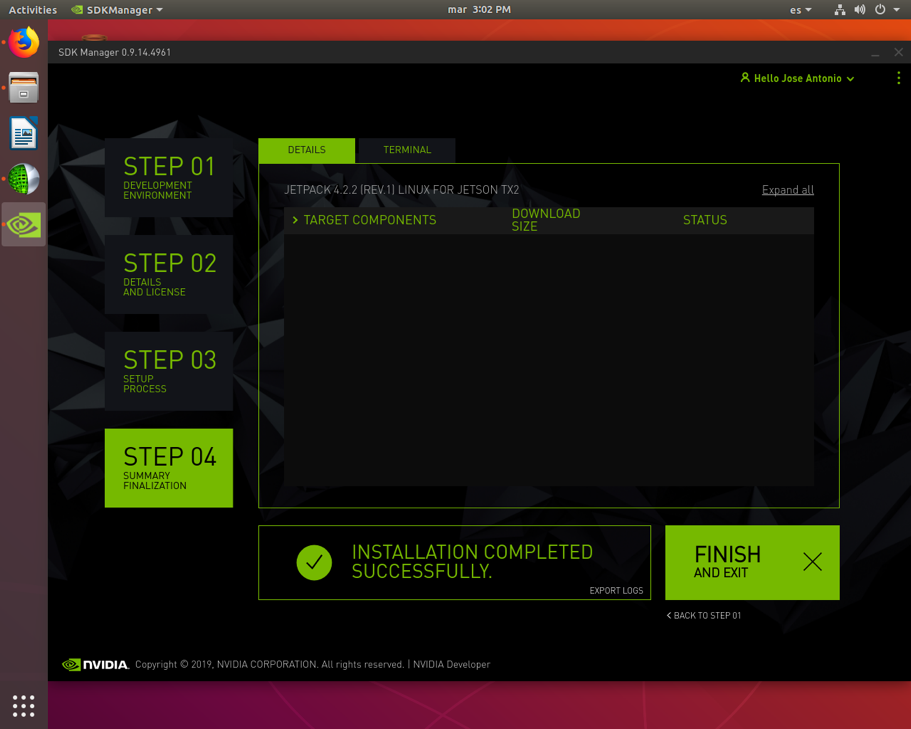 Activities
SDKManager
mar 3:02 PM
es
SDK Manager 0.9.14.4961
Hello Jose Antonio
STEP 01
DEVELOPMENT
ENVIRONMENT
STEP 02
DETAILS
AND LICENSE
STEP 03
SETUP
PROCESS
STEP 04
SUMMARY
FINALIZATION
DETAILS
TERMINAL
JETPACK 4.2.2 (REV.1) LINUX FOR JETSON TX2
Expand all
TARGET COMPONENTS
DOWNLOAD
SIZE
STATUS
INSTALLATION COMPLETED
SUCCESSFULLY.
EXPORT LOGS
FINISH
AND EXIT
BACK TO STEP 01
NVIDIA. Copyright © 2019, NVIDIA CORPORATION. All rights reserved. | NVIDIA Developer